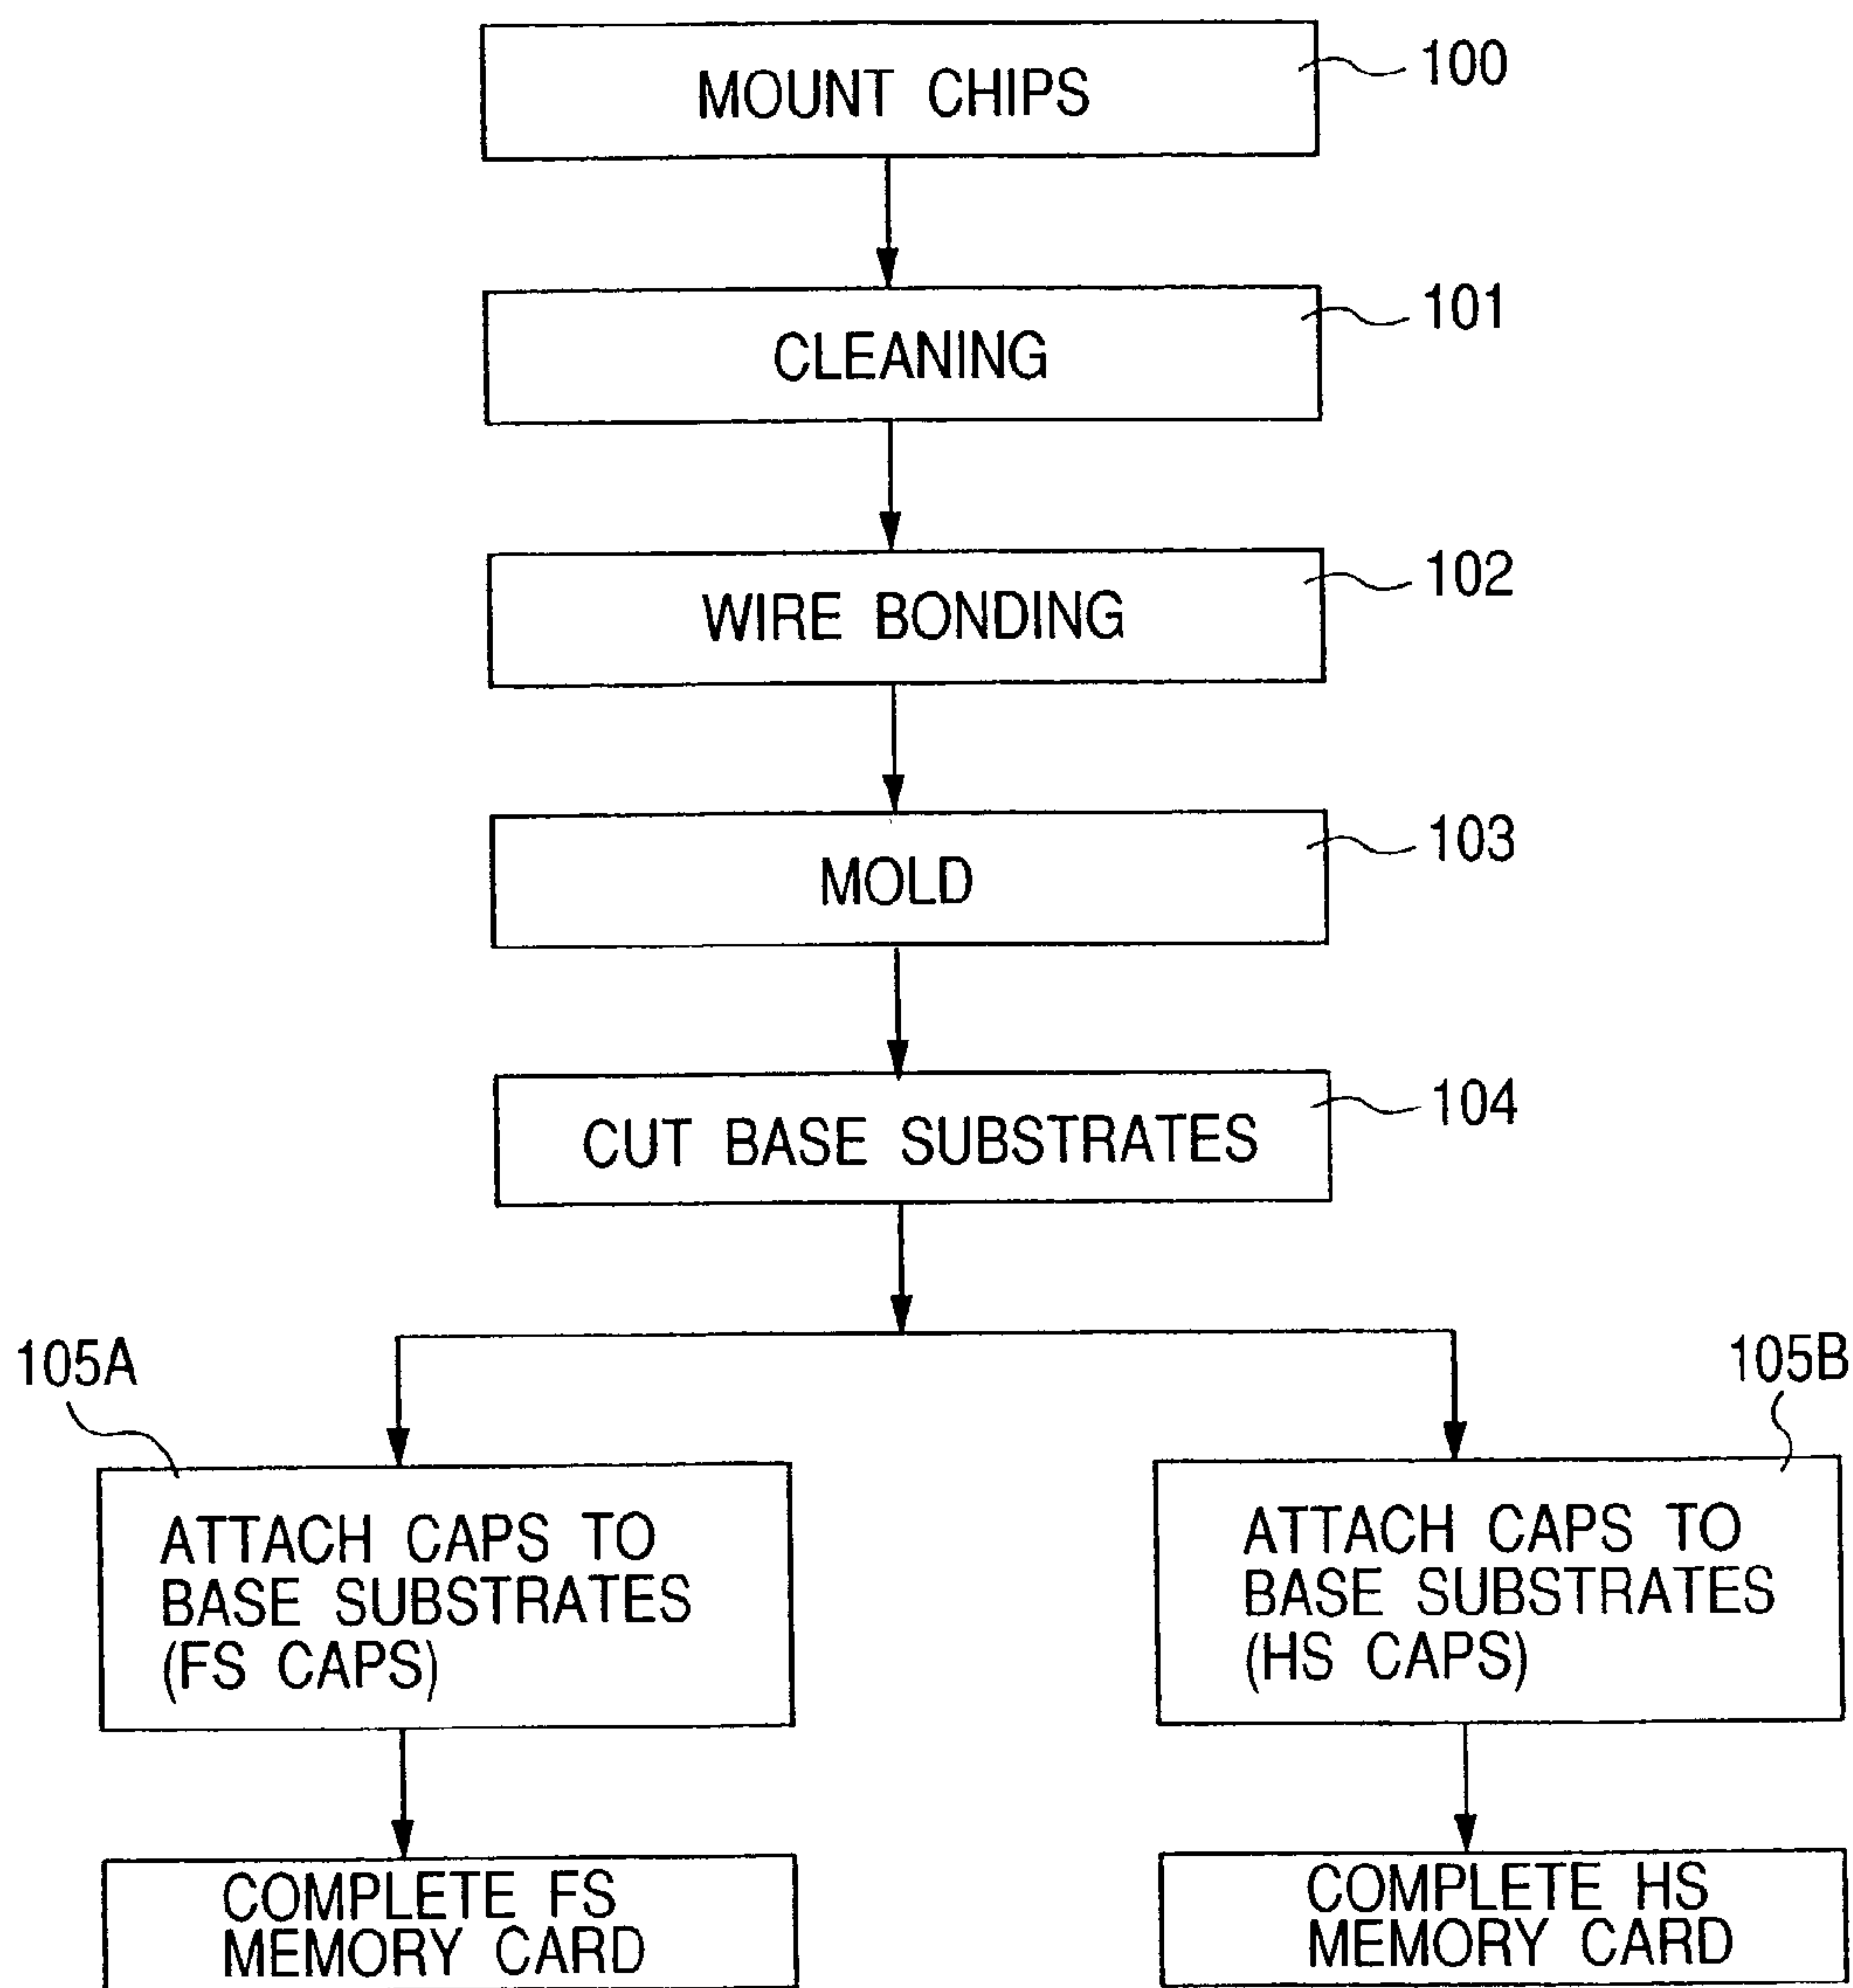 MOUNT CHIPS
100
CLEANING
101
WIRE BONDING
102
MOLD
103
CUT BASE SUBSTRATES
104
105A
ATTACH CAPS TO
BASE SUBSTRATES
(FS CAPS)
105B
ATTACH CAPS TO
BASE SUBSTRATES
(HS CAPS)
COMPLETE FS
MEMORY CARD
COMPLETE HS
MEMORY CARD